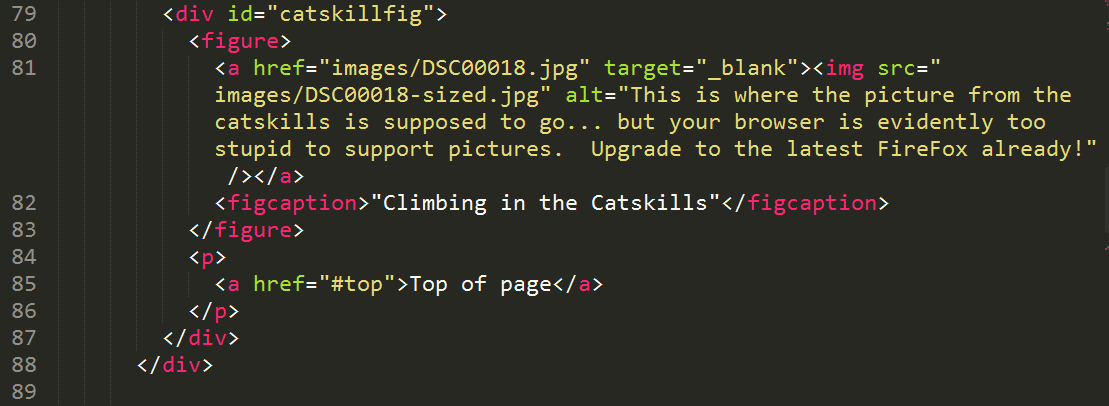 79 <div id="catskillfig">
80 <figure>
81 <a href="images/DSC00018.jpg" target="_blank"><img src="
images/DSC00018-sized.jpg" alt="This is where the picture from the
catskills is supposed to go... but your browser is evidently too
stupid to support pictures.  Upgrade to the latest FireFox already!"
/></a>
82 <figcaption>"Climbing in the Catskills"</figcaption>
83 </figure>
84 <p>
85 <a href="#top">Top of page</a>
86 </p>
87 </div>
88 </div>
89